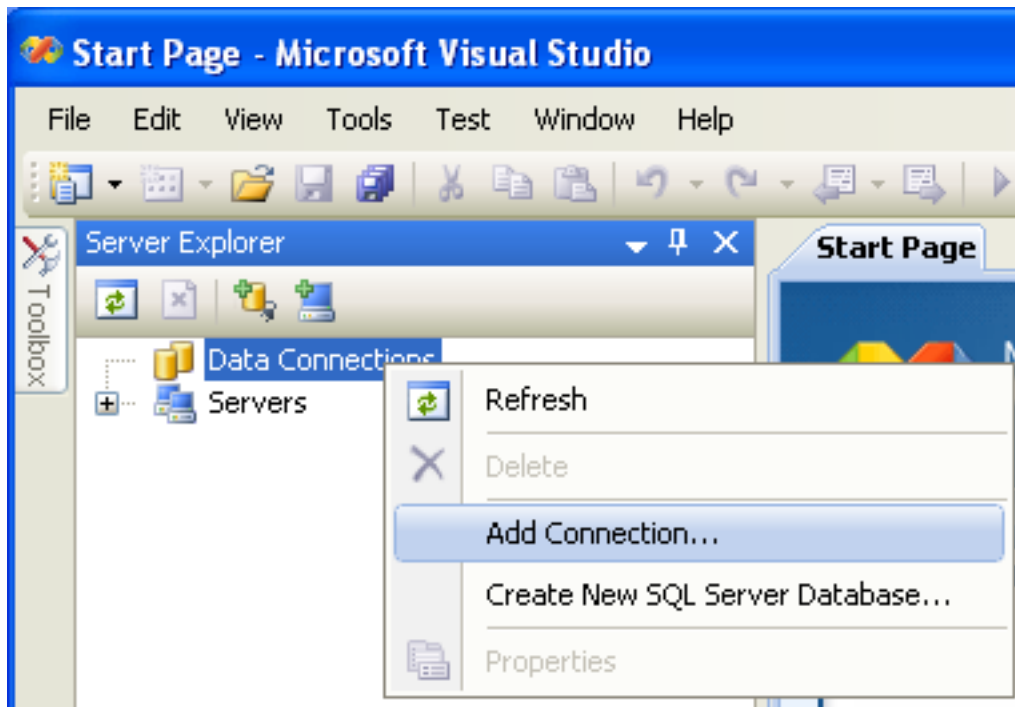 Start Page - Microsoft Visual Studio
File Edit View Tools Test Window Help
Toolbox
Server Explorer
Start Page
Data Connections
Servers
Refresh
Delete
Add Connection...
Create New SQL Server Database...
Properties